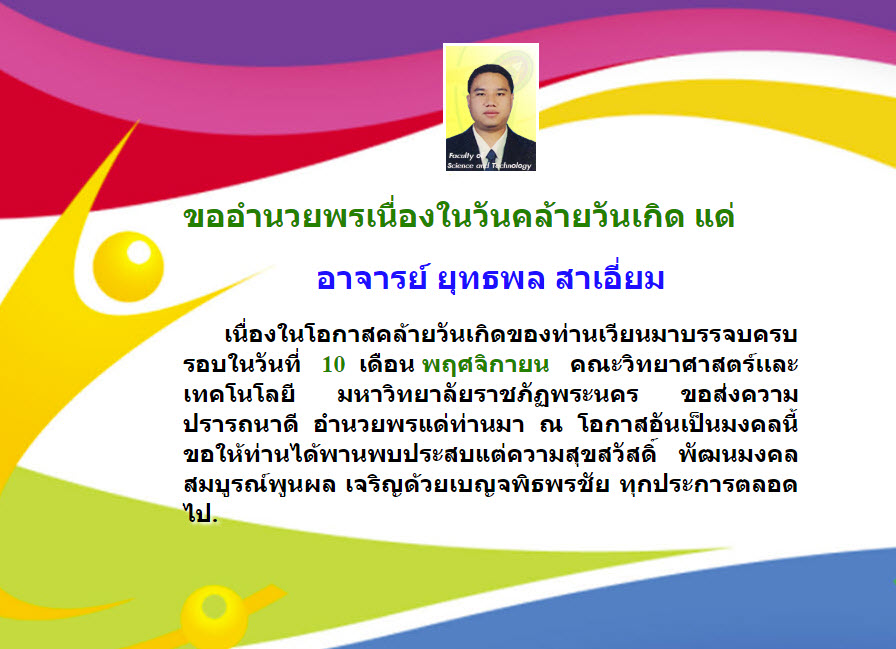 Faculty of
Science and Technology
ขออำนวยพรเนื่องในวันคล้ายวันเกิด แด่
อาจารย์ ยุทธพล สาเอี่ยม
เนื่องในโอกาสคล้ายวันเกิดของท่านเวียนมาบรรจบครบ
รอบในวันที่ 10 เดือน พฤศจิกายน คณะวิทยาศาสตร์และ
เทคโนโลยี มหาวิทยาลัยราชภัฏพระนคร ขอส่งความ
ปรารถนาดี อำนวยพรแด่ท่านมา ณ โอกาสอันเป็นมงคลนี้
ขอให้ท่านได้พานพบประสบแต่ความสุขสวัสดิ์ พัฒนมงคล
สมบูรณ์พูนผล เจริญด้วยเบญจพิธพรชัย ทุกประการตลอด
ไป.